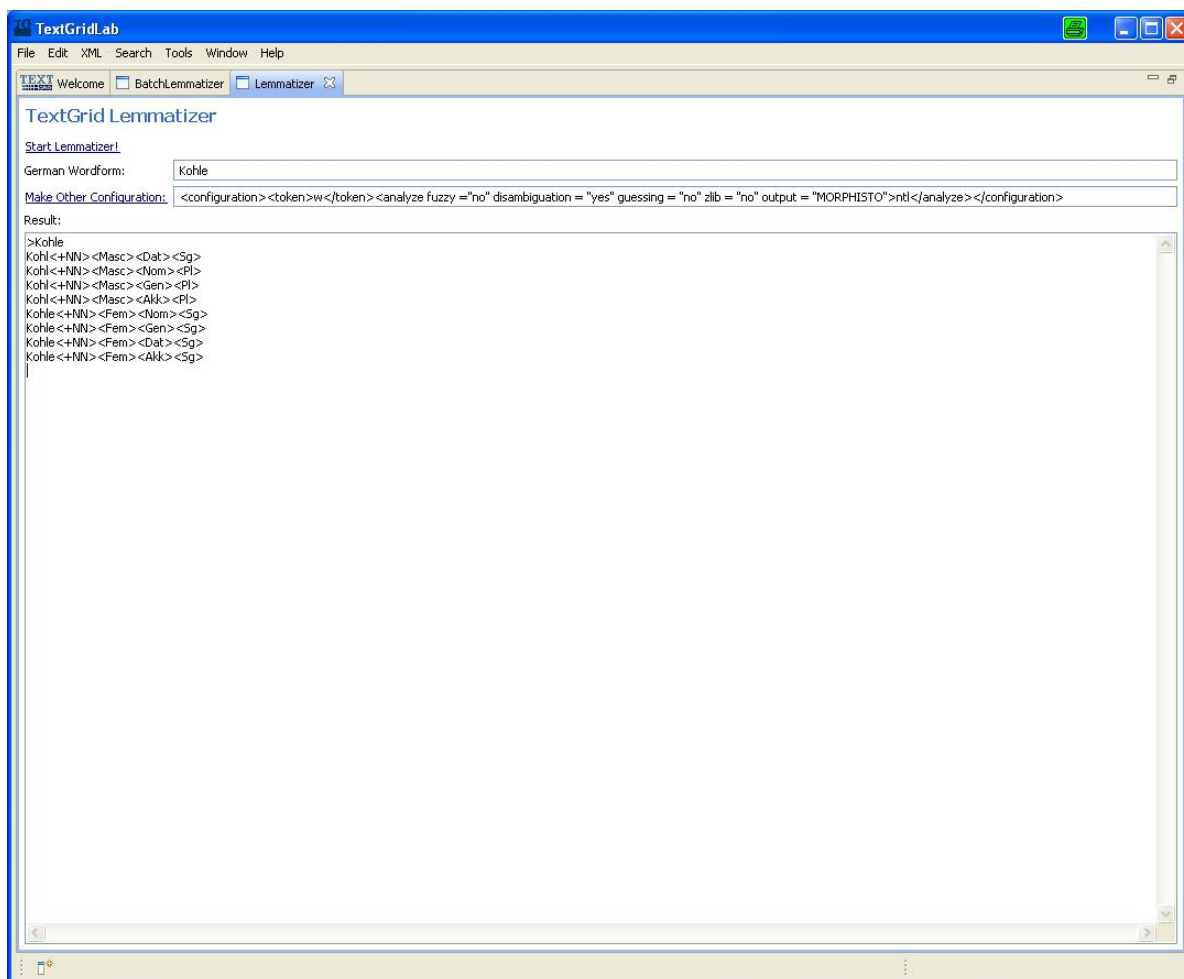 TextGridLab
File Edit XML Search Tools Window Help
TEXT Welcome BatchLemmatizer Lemmatizer
TextGrid Lemmatizer
Start Lemmatizer!
German Wordform: Kohle
Make Other Configuration: <configuration><token>w</token><analyze fuzzy ="no" disambiguation = "yes" guessing = "no" zlib = "no" output = "MORPHISTO">ntl</analyze></configuration>
Result:
>Kohle
Kohl<+NN><Masc><Dat><Sg>
Kohl<+NN><Masc><Nom><Pl>
Kohl<+NN><Masc><Gen><Pl>
Kohl<+NN><Masc><Akk><Pl>
Kohle<+NN><Fem><Nom><Sg>
Kohle<+NN><Fem><Gen><Sg>
Kohle<+NN><Fem><Dat><Sg>
Kohle<+NN><Fem><Akk><Sg>